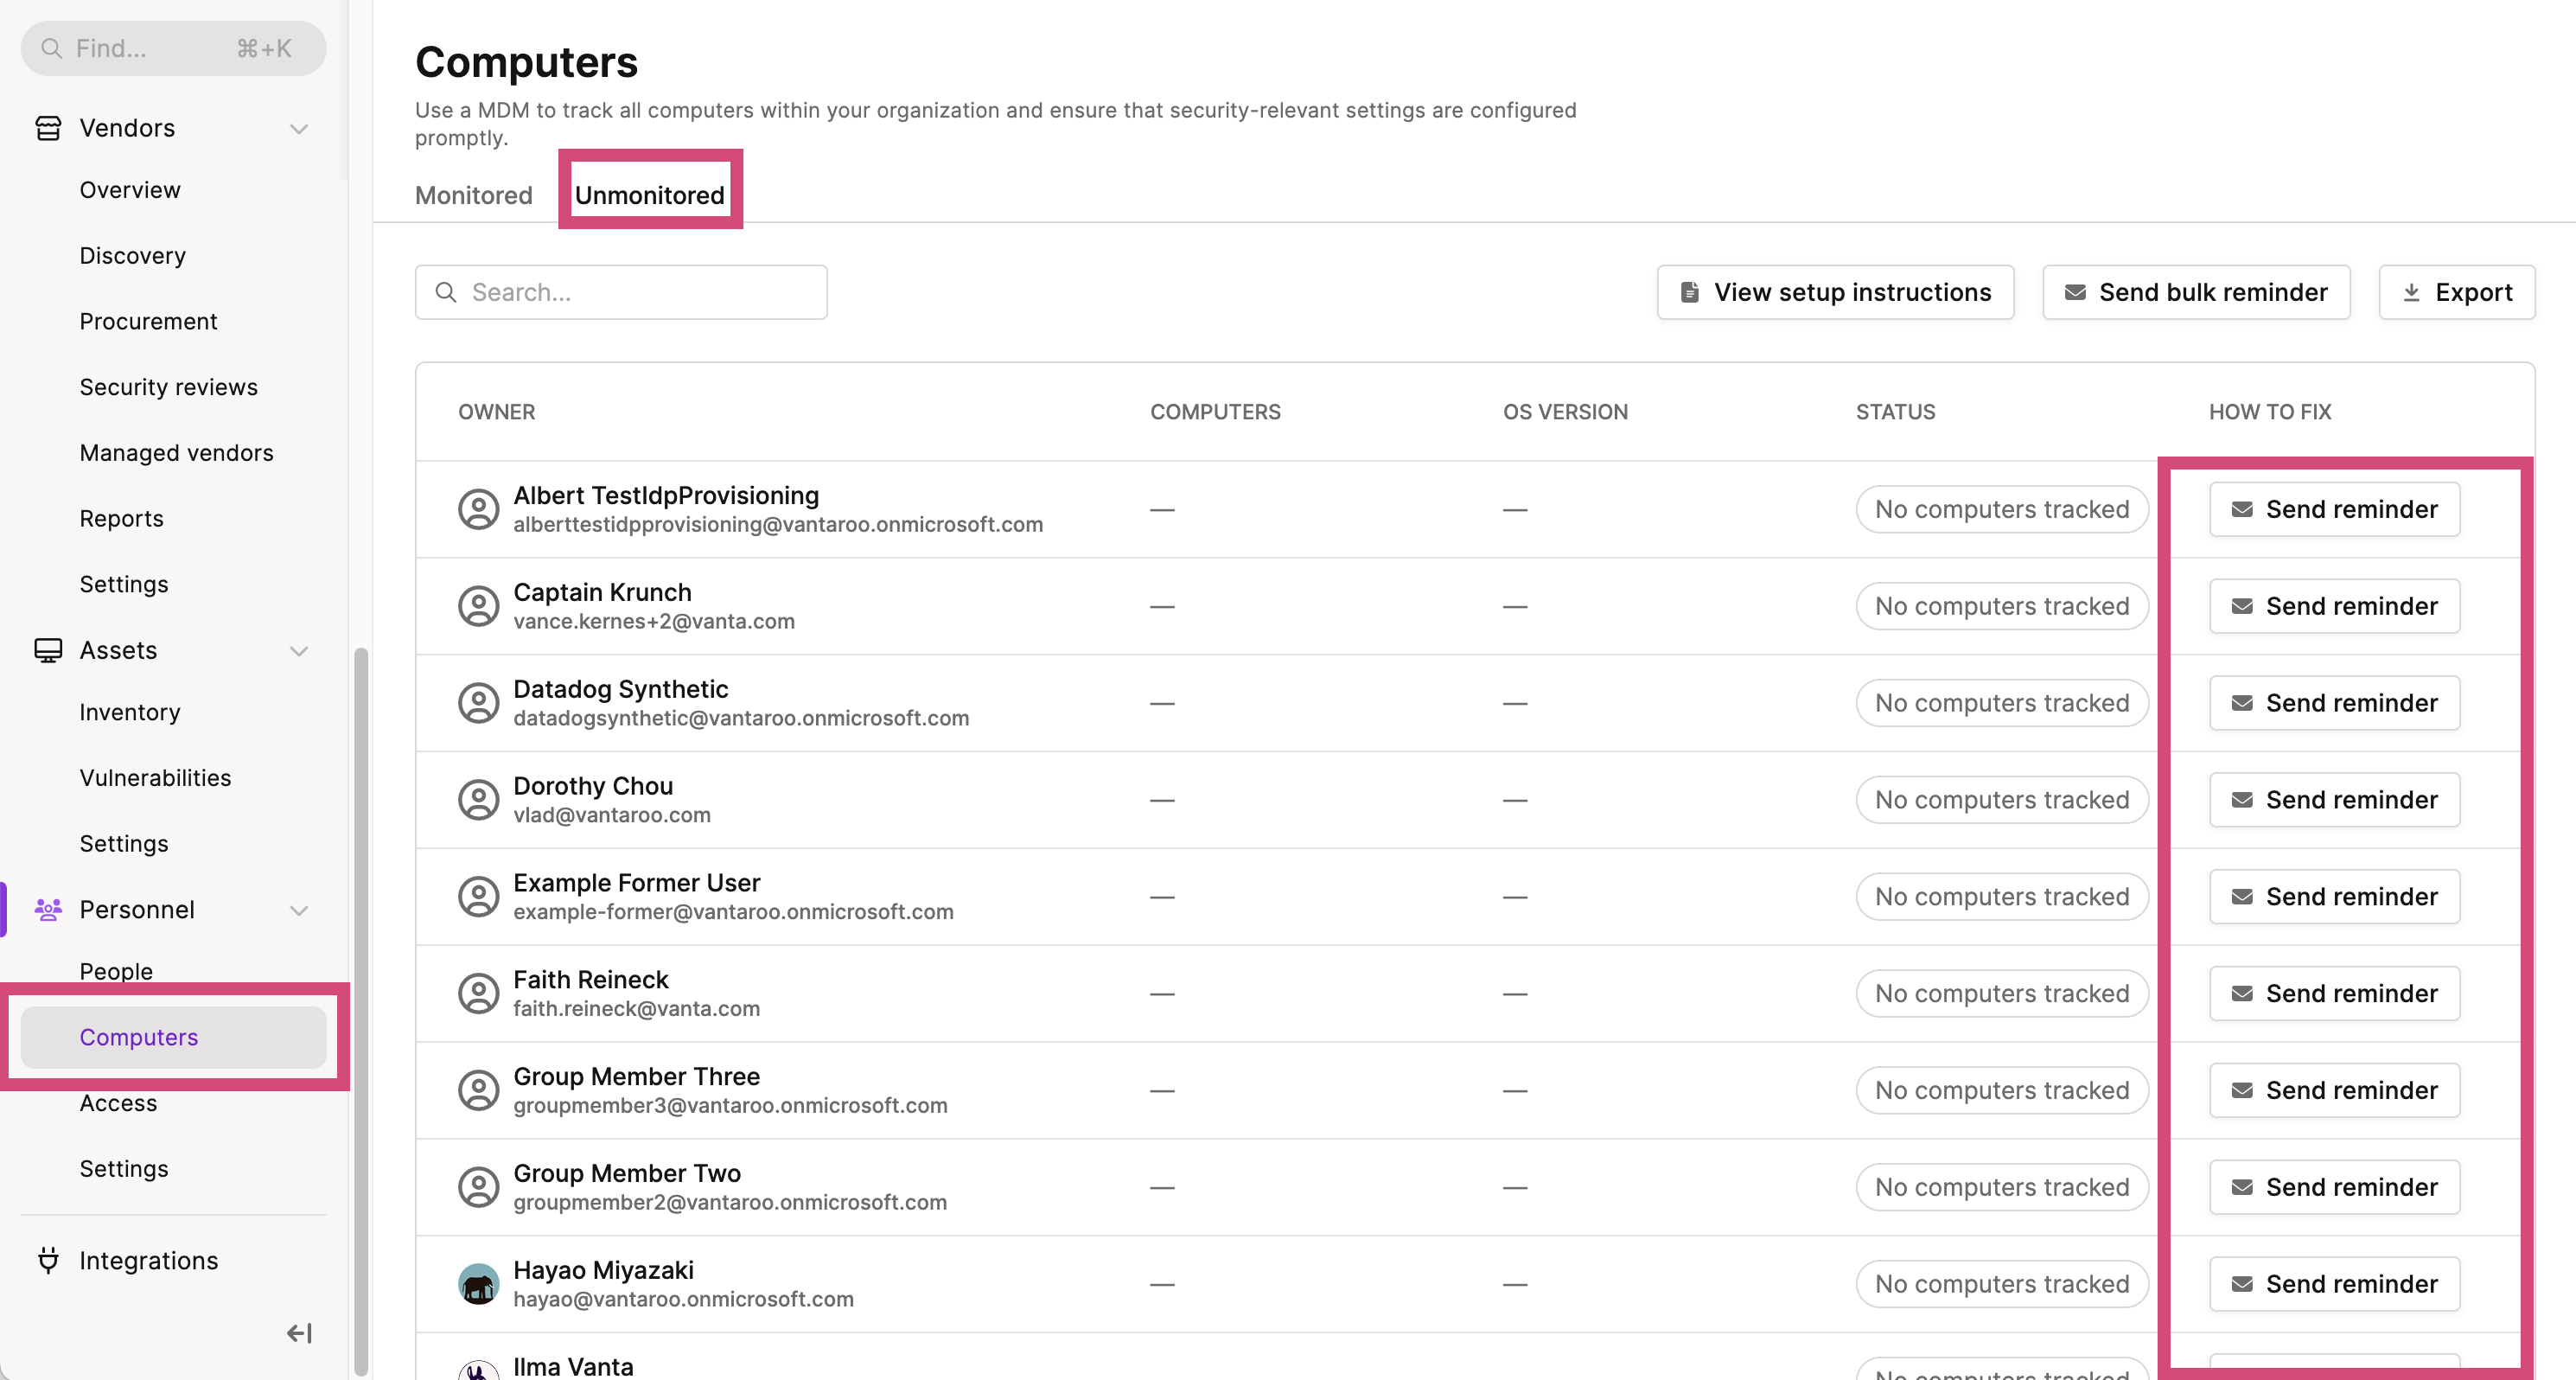 Find... ⌘+K
Vendors
Overview
Discovery
Procurement
Security reviews
Managed vendors
Reports
Settings
Assets
Inventory
Vulnerabilities
Settings
Personnel
People
Computers
Access
Settings
Integrations
Computers
Use a MDM to track all computers within your organization and ensure that security-relevant settings are configured
promptly.
Monitored Unmonitored
Search... View setup instructions Send bulk reminder Export
OWNER COMPUTERS OS VERSION STATUS HOW TO FIX
Albert TestIdpProvisioning
alberttestidpprovisioning@vantaroo.onmicrosoft.com — — No computers tracked Send reminder
Captain Krunch
vance.kernes+2@vanta.com — — No computers tracked Send reminder
Datadog Synthetic
datadogsynthetic@vantaroo.onmicrosoft.com — — No computers tracked Send reminder
Dorothy Chou
vlad@vantaroo.com — — No computers tracked Send reminder
Example Former User
example-former@vantaroo.onmicrosoft.com — — No computers tracked Send reminder
Faith Reineck
faith.reineck@vanta.com — — No computers tracked Send reminder
Group Member Three
groupmember3@vantaroo.onmicrosoft.com — — No computers tracked Send reminder
Group Member Two
groupmember2@vantaroo.onmicrosoft.com — — No computers tracked Send reminder
Hayao Miyazaki
hayao@vantaroo.onmicrosoft.com — — No computers tracked Send reminder
Ilma Vanta
No computers tracked